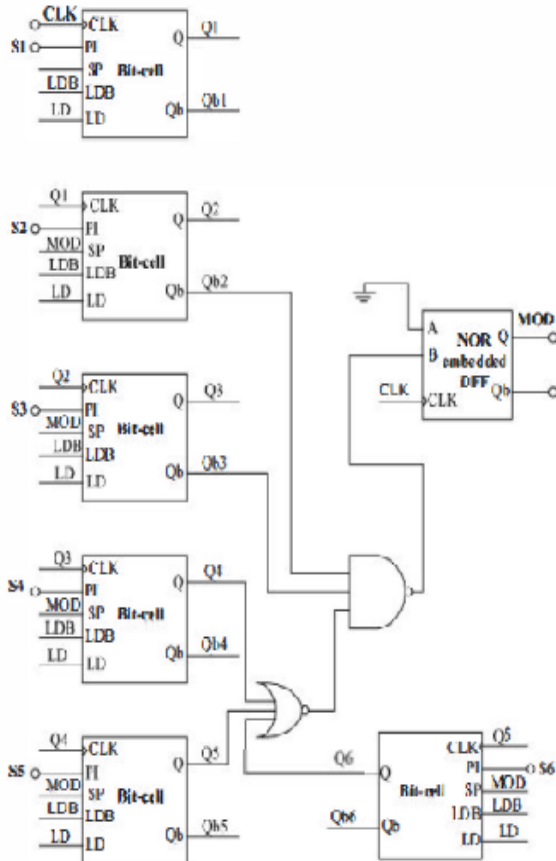 CLK
CLK
Q
Q1
S1
PI
SP
Bit-cell
LDB
LDB
LD
LD
Qb
Qb1
Q1
CLK
Q
Q2
S2
PI
MOD
SP
Bit-cell
LDB
LDB
Qb
Qb2
LD
LD
A
NOR
Q
MOD
B
embedded
DFF
CLK
CLK
Qb
Q2
CLK
Q
Q3
S3
PI
MOD
SP
Bit-cell
LDB
LDB
Qb
Qb3
LD
LD
Q3
CLK
Q
Q4
S4
PI
MOD
SP
Bit-cell
LDB
LDB
Qb
Qb4
LD
LD
Q4
CLK
Q
Q5
S5
PI
MOD
SP
Bit-cell
LDB
LDB
Qb
Qb5
LD
LD
Q6
Q
CLK
Q5
PI
S6
Bit-cell
SP
MOD
LDB
LDB
Qb6
Qb
LD
LD